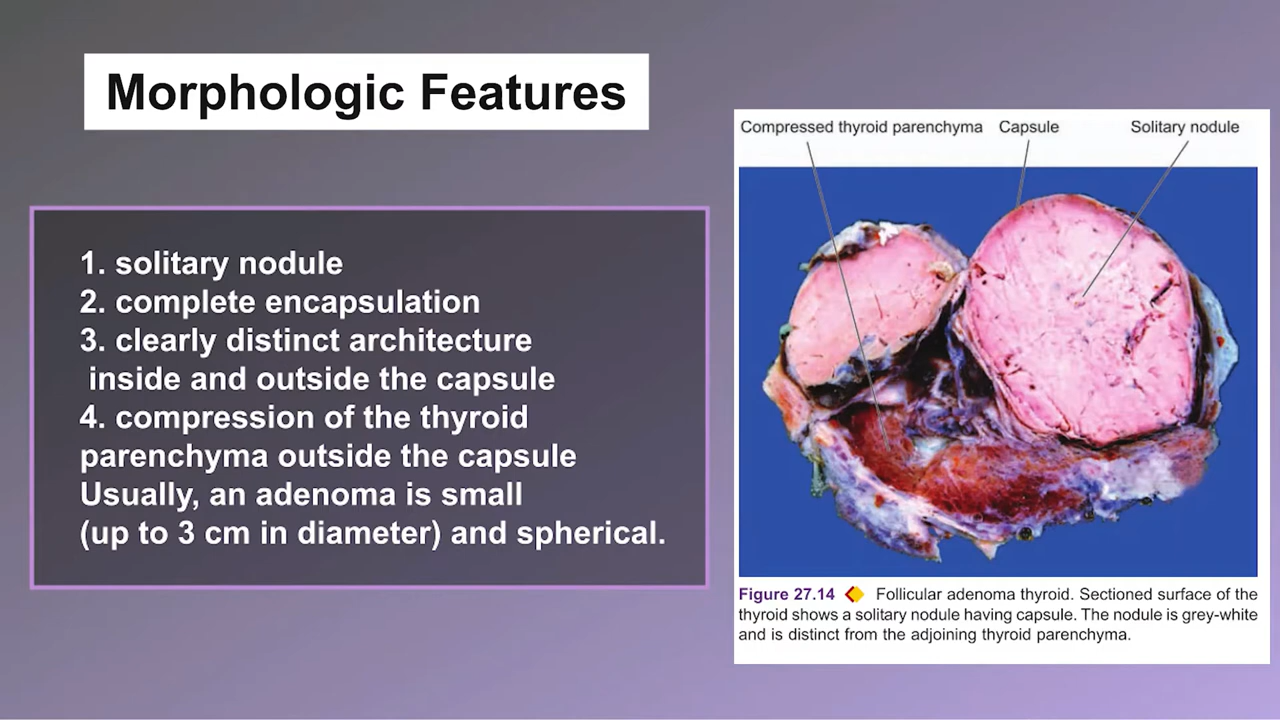 Morphologic Features
1. solitary nodule
2. complete encapsulation
3. clearly distinct architecture
inside and outside the capsule
4. compression of the thyroid
parenchyma outside the capsule
Usually, an adenoma is small
(up to 3 cm in diameter) and spherical.
Compressed thyroid parenchyma Capsule Solitary nodule
Figure 27.14 Follicular adenoma thyroid. Sectioned surface of the
thyroid shows a solitary nodule having capsule. The nodule is grey-white
and is distinct from the adjoining thyroid parenchyma.